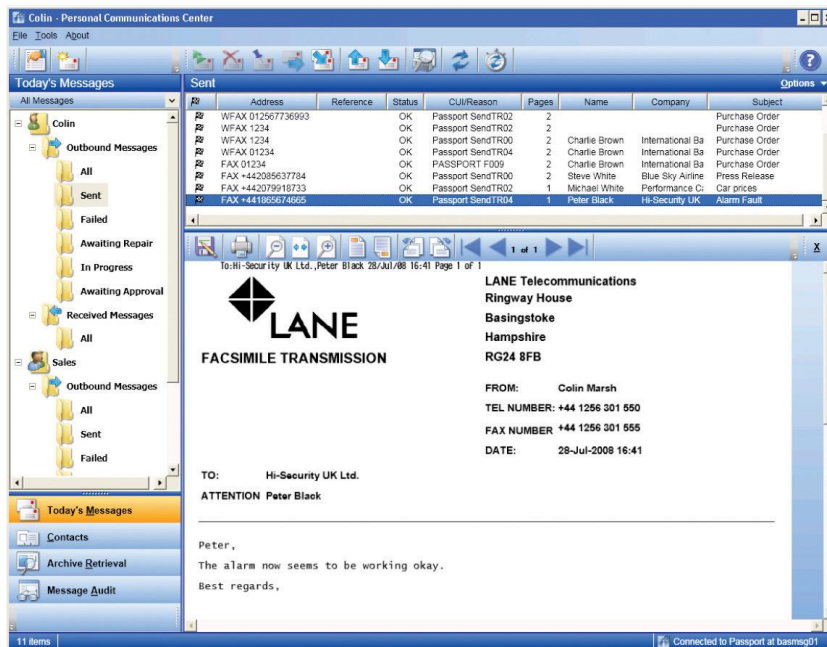 Colin - Personal Communications Center
File Tools About
Today's Messages
Sent
Options
All Messages
Address Reference Status CUI/Reason Pages Name Company Subject
WFAX 012567736993 OK Passport SendTR02 2 Purchase Order
WFAX 1234 OK Passport SendTR02 2 Purchase Order
WFAX 1234 OK Passport SendTR00 2 Charlie Brown International Ba Purchase Order
WFAX 01234 OK Passport SendTR04 2 Charlie Brown International Ba Purchase Order
FAX 01234 OK PASSPORT F009 2 Charlie Brown International Ba Purchase Order
FAX +442085637784 OK Passport SendTR00 2 Steve White Blue Sky Airline Press Release
FAX +442079918733 OK Passport SendTR02 1 Michael White Performance Ca Car prices
FAX +441865674665 OK Passport SendTR04 1 Peter Black Hi-Security UK Alarm Fault
Colin
Outbound Messages
All
Sent
Failed
Awaiting Repair
In Progress
Awaiting Approval
Received Messages
All
Sales
Outbound Messages
All
Sent
Failed
Today's Messages
Contacts
Archive Retrieval
Message Audit
1 of 1
X
To:Hi-Security UK Ltd.,Peter Black 28/Jul/08 16:41 Page 1 of 1
LANE
FACSIMILE TRANSMISSION
LANE Telecommunications
Ringway House
Basingstoke
Hampshire
RG24 8FB
FROM: Colin Marsh
TEL NUMBER: +44 1256 301 550
FAX NUMBER +44 1256 301 555
DATE: 28-Jul-2008 16:41
TO: Hi-Security UK Ltd.
ATTENTION Peter Black
Peter,
The alarm now seems to be working okay.
Best regards,
11 items
Connected to Passport at basmsg01